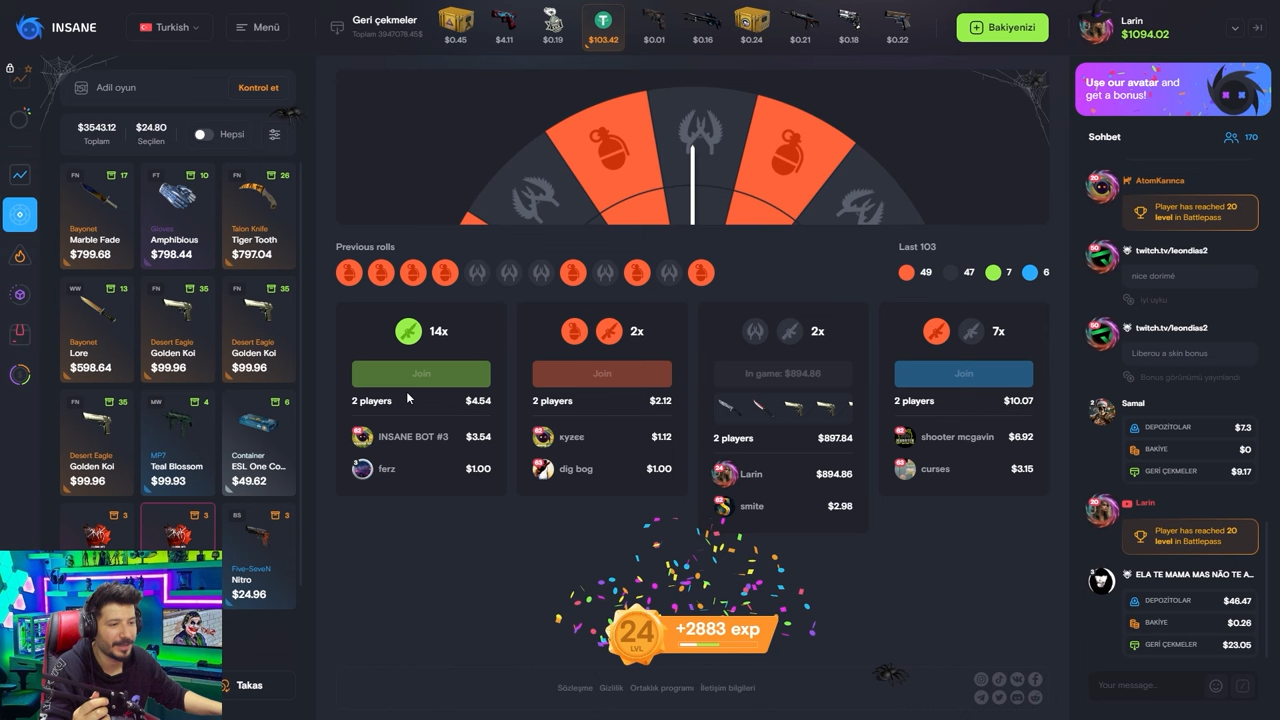 INSANE
Turkish
Menü
Geri çekmeler
Toplam 3947078.45$
$0.45
$4.11
$0.19
$103.42
$0.01
$0.16
$0.24
$0.21
$0.18
$0.22
Bakiyenizi
Larin
$1094.02
Adil oyun
Kontrol et
$3543.12
Toplam
$24.80
Seçilen
Hepsi
FN 17
Bayonet
Marble Fade
$799.68
FT 10
Gloves
Amphibious
$798.44
FN 26
Talon Knife
Tiger Tooth
$797.04
WW 13
Bayonet
Lore
$598.64
FN 35
Desert Eagle
Golden Koi
$99.96
FN 35
Desert Eagle
Golden Koi
$99.96
FN 35
Desert Eagle
Golden Koi
$99.96
MW 4
MP7
Teal Blossom
$99.93
6
Container
ESL One Co...
$49.62
3
3
BS 3
Five-SeveN
Nitro
$24.96
Takas
Previous rolls
Last 103
49
47
7
6
14x
Join
2 players $4.54
INSANE BOT #3 $3.54
ferz $1.00
2x
Join
2 players $2.12
кyzєє $1.12
dig bog $1.00
2x
In game: $894.86
2 players $897.84
Larin $894.86
smite $2.98
7x
Join
2 players $10.07
shooter mcgavin $6.92
curses $3.15
24
LVL
+2883 exp
Sözleşme Gizlilik Ortaklık programı İletişim bilgileri
Use our avatar and
get a bonus!
Sohbet
170
20
AtomKarınca
Player has reached 20
level in Battlepass
50
twitch.tv/leondias2
nice dorimé
iyi uyku
50
twitch.tv/leondias2
Liberou a skin bonus
Bonus görünümü yayınlandı
2
Samal
DEPOZİTOLAR $7.3
BAKİYE $0
GERİ ÇEKMELER $9.17
20
Larin
Player has reached 20
level in Battlepass
3
ELA TE MAMA MAS NÃO TE A...
DEPOZİTOLAR $46.47
BAKİYE $0.26
GERİ ÇEKMELER $23.05
Your message...